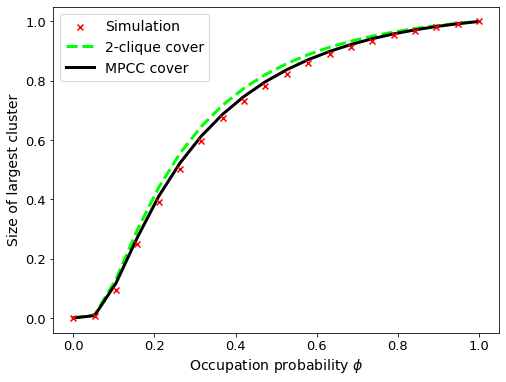 Simulation
2-clique cover
MPCC cover
Size of largest cluster
1.0
0.8
0.6
0.4
0.2
0.0
0.0 0.2 0.4 0.6 0.8 1.0
Occupation probability ϕ